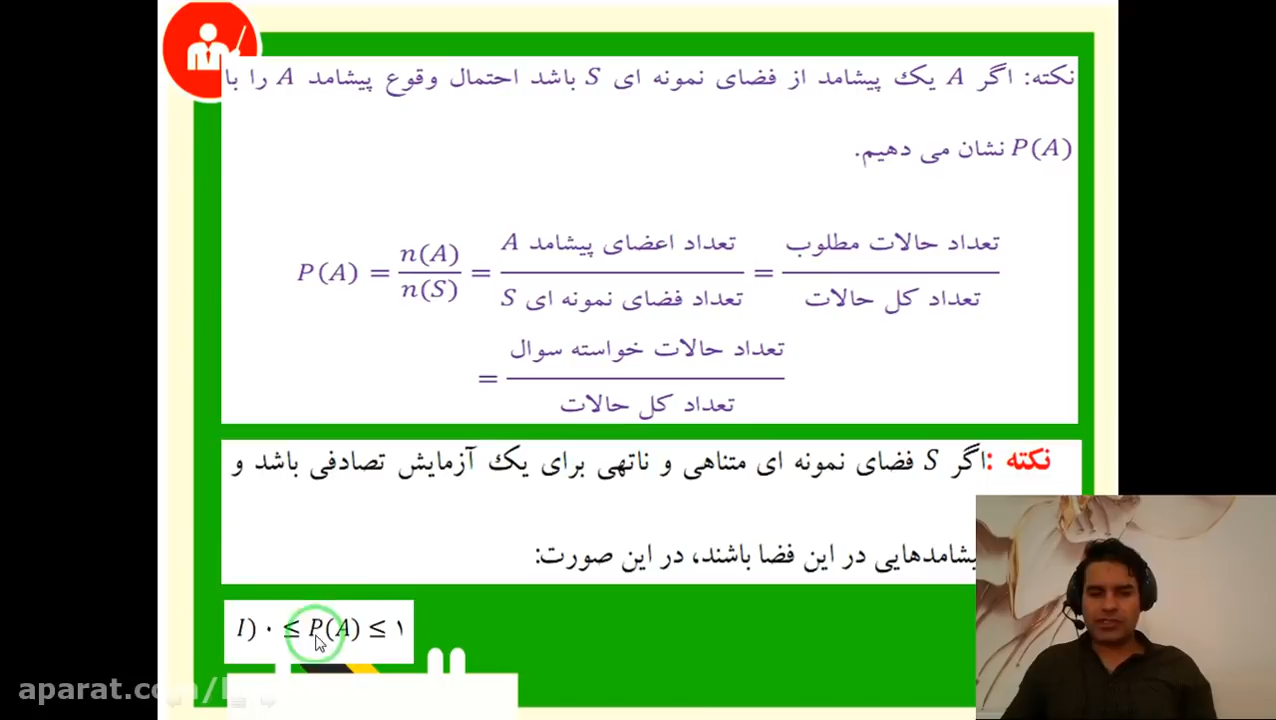 نکته: اگر A یک پیشامد از فضای نمونه ای S باشد احتمال وقوع پیشامد A را با
P(A) نشان می دهیم.
P(A) = n(A)/n(S) = تعداد اعضای پیشامد A/تعداد فضای نمونه ای S = تعداد حالات مطلوب/تعداد کل حالات
= تعداد حالات خواسته سوال/تعداد کل حالات
نکته: اگر S فضای نمونه ای متناهی و ناتهی برای یک آزمایش تصادفی باشد و
در این فضا باشند، در این صورت:
I) ۰ ≤ P(A) ≤ ۱
aparat.com/